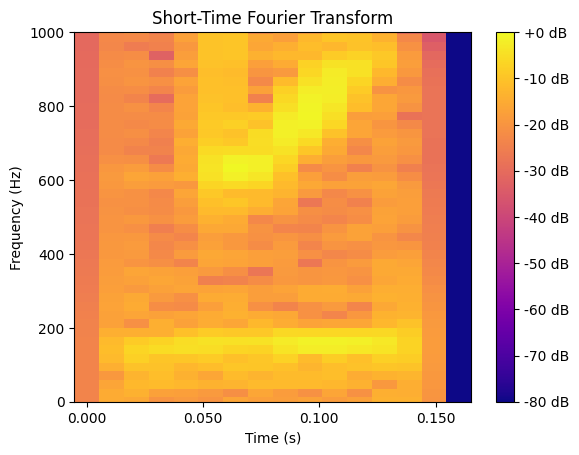 Short-Time Fourier Transform
1000
800
600
400
200
0
Frequency (Hz)
0.000
0.050
0.100
0.150
Time (s)
+0 dB
-10 dB
-20 dB
-30 dB
-40 dB
-50 dB
-60 dB
-70 dB
-80 dB